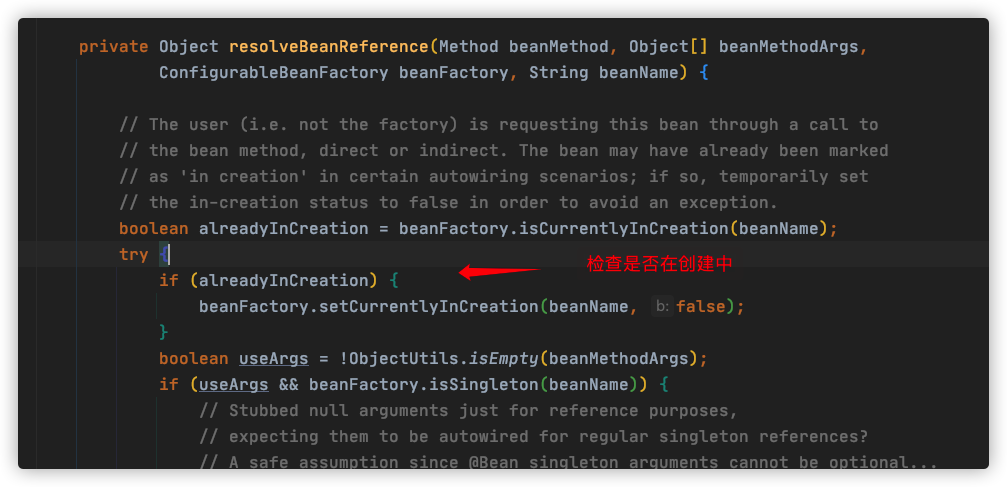 private Object resolveBeanReference(Method beanMethod, Object[] beanMethodArgs,
ConfigurableBeanFactory beanFactory, String beanName) {
// The user (i.e. not the factory) is requesting this bean through a call to
// the bean method, direct or indirect. The bean may have already been marked
// as 'in creation' in certain autowiring scenarios; if so, temporarily set
// the in-creation status to false in order to avoid an exception.
boolean alreadyInCreation = beanFactory.isCurrentlyInCreation(beanName);
try {
检查是否在创建中
if (alreadyInCreation) {
beanFactory.setCurrentlyInCreation(beanName, b: false);
}
boolean useArgs = !ObjectUtils.isEmpty(beanMethodArgs);
if (useArgs && beanFactory.isSingleton(beanName)) {
// Stubbed null arguments just for reference purposes,
// expecting them to be autowired for regular singleton references?
// A safe assumption since @Bean singleton arguments cannot be optional...